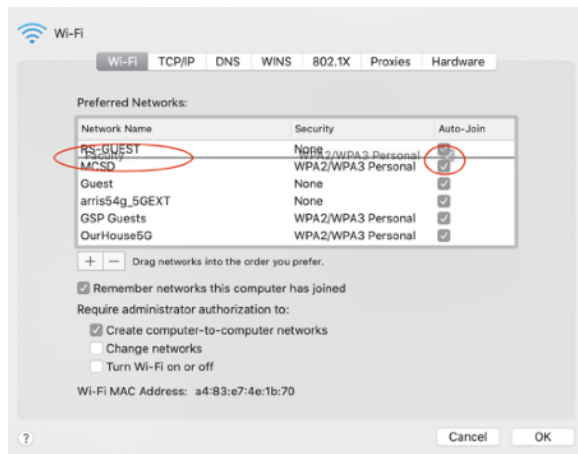 Wi-Fi
Wi-Fi TCP/IP DNS WINS 802.1X Proxies Hardware
Preferred Networks:
Network Name Security Auto-Join
RS-GUEST None
Faculty WPA2/WPA3 Personal
MCSD WPA2/WPA3 Personal
Guest None
arris54g_5GEXT None
GSP Guests WPA2/WPA3 Personal
OurHouse5G WPA2/WPA3 Personal
+ − Drag networks into the order you prefer.
Remember networks this computer has joined
Require administrator authorization to:
Create computer-to-computer networks
Change networks
Turn Wi-Fi on or off
Wi-Fi MAC Address: a4:83:e7:4e:1b:70
? Cancel OK